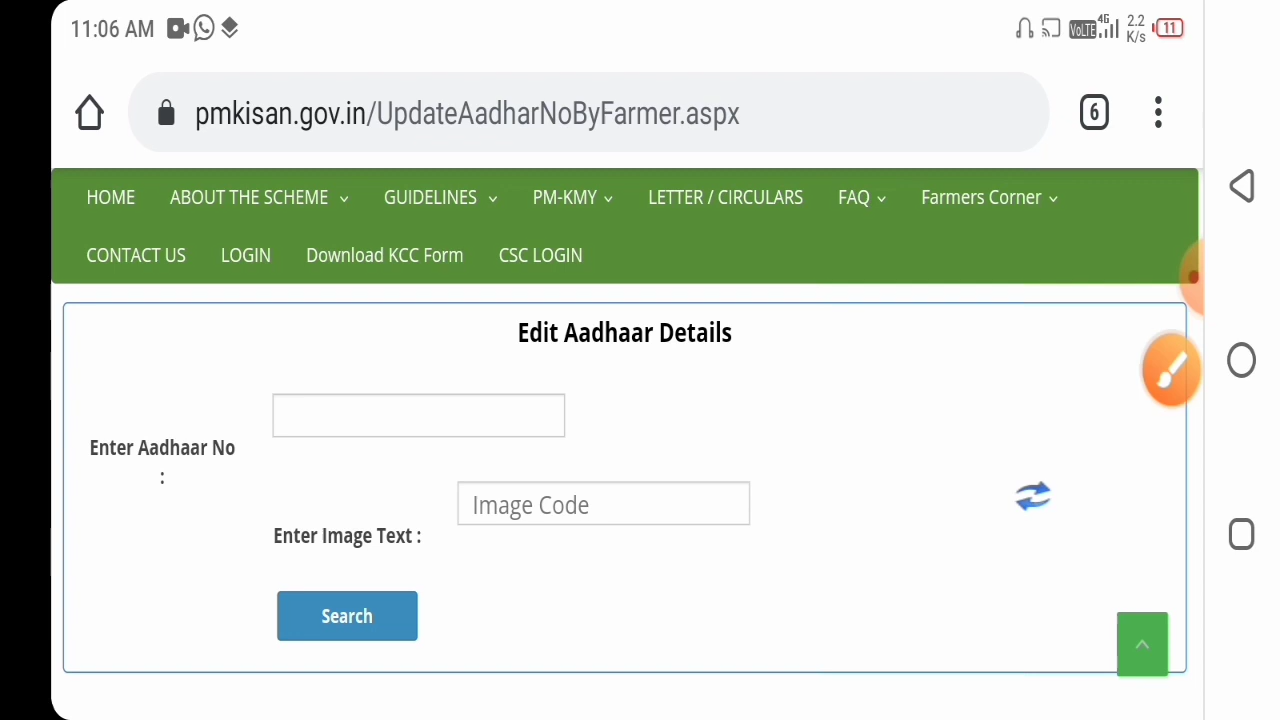 11:06 AM VoLTE 4G 2.2 K/s 11
pmkisan.gov.in/UpdateAadharNoByFarmer.aspx 6
HOME ABOUT THE SCHEME GUIDELINES PM-KMY LETTER / CIRCULARS FAQ Farmers Corner
CONTACT US LOGIN Download KCC Form CSC LOGIN
Edit Aadhaar Details
Enter Aadhaar No
:
Image Code
Enter Image Text :
Search